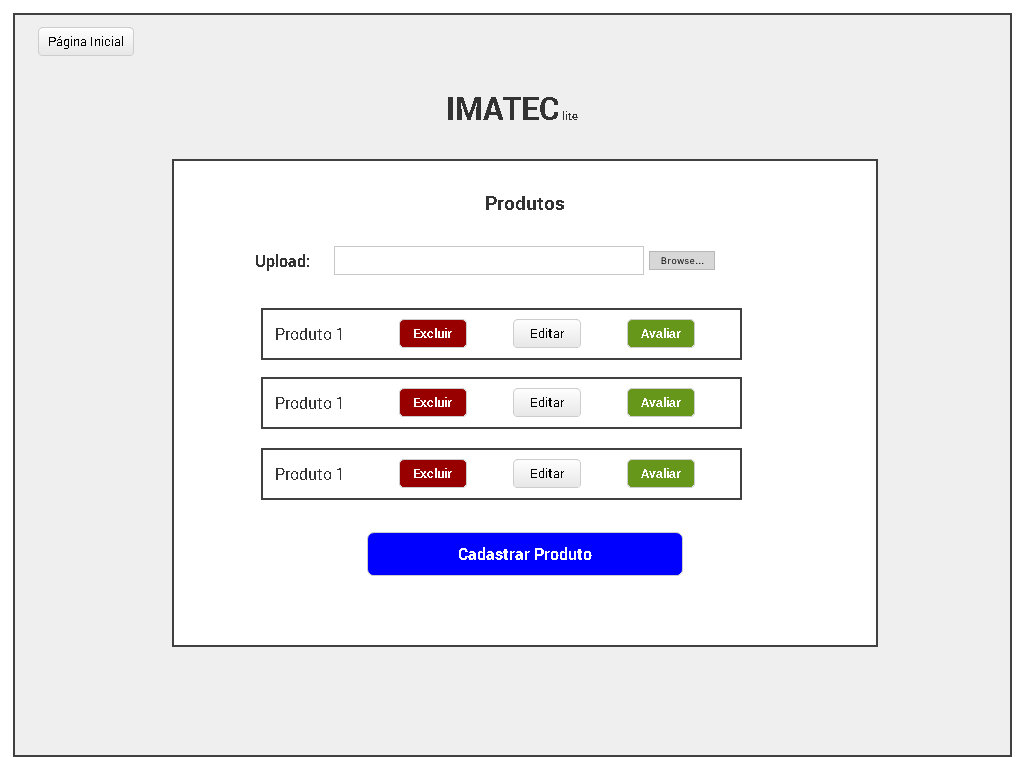 Página Inicial
IMATEC lite
Produtos
Upload: Browse...
Produto 1 Excluir Editar Avaliar
Produto 1 Excluir Editar Avaliar
Produto 1 Excluir Editar Avaliar
Cadastrar Produto